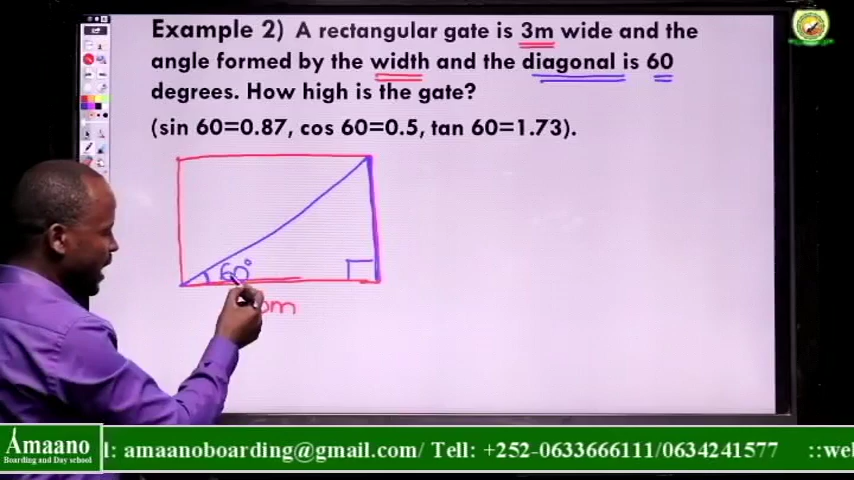 Example 2) A rectangular gate is 3m wide and the
angle formed by the width and the diagonal is 60
degrees. How high is the gate?
(sin 60=0.87, cos 60=0.5, tan 60=1.73).
60°
m
Amaano
Boarding and Day school
l: amaanoboarding@gmail.com/ Tell: +252-0633666111/0634241577 ::we